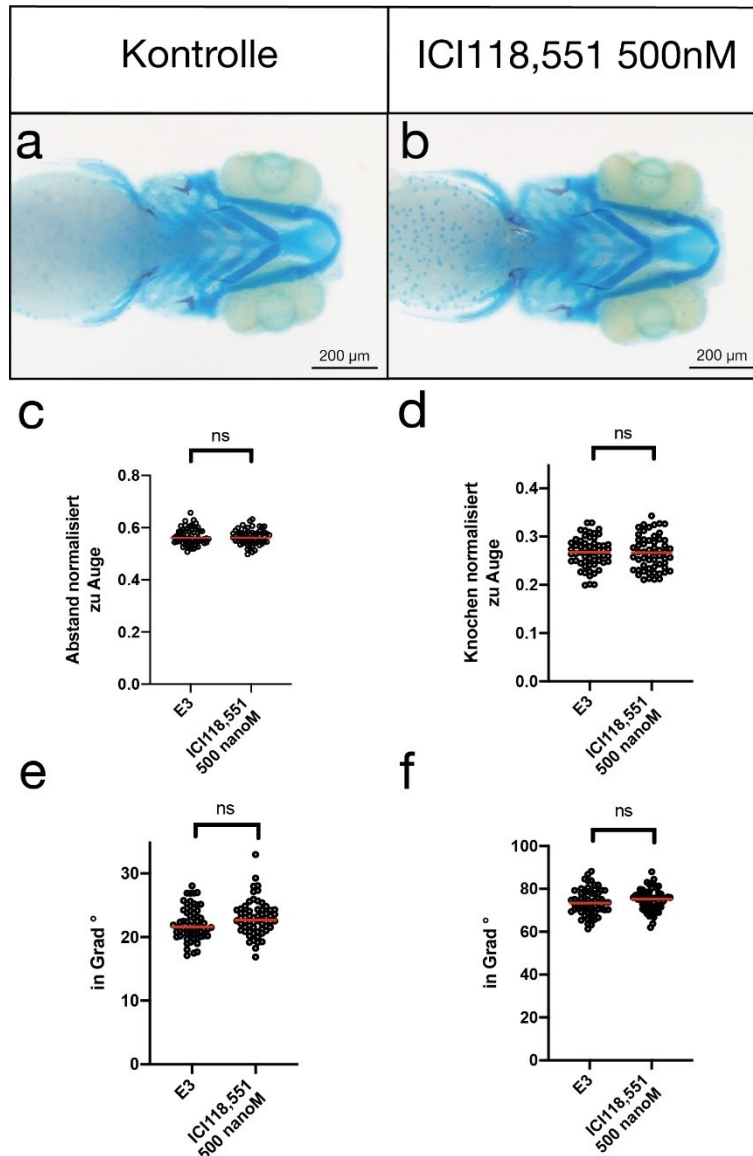 Kontrolle
ICI118,551 500nM
a
b
200 µm
200 µm
c
d
ns
ns
Abstand normalisiert
zu Auge
0.8
0.6
0.4
0.2
0.0
E3
ICI118,551
500 nanoM
Knochen normalisiert
zu Auge
0.4
0.3
0.2
0.1
0.0
E3
ICI118,551
500 nanoM
e
f
ns
ns
in Grad °
30
20
10
0
E3
ICI118,551
500 nanoM
in Grad °
100
80
60
40
20
0
E3
ICI118,551
500 nanoM